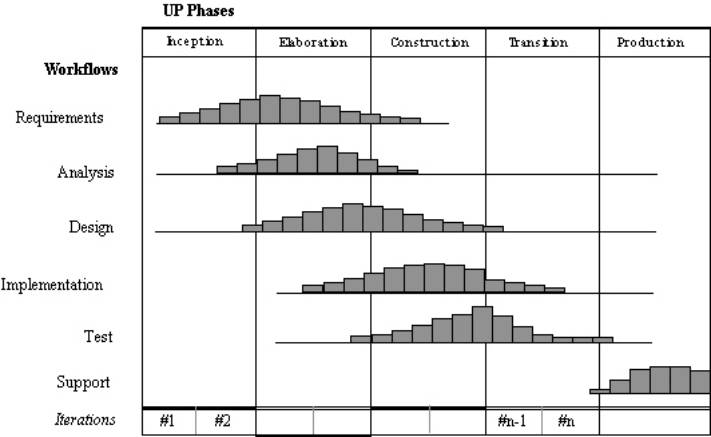 UP Phases
Inception Elaboration Construction Transition Production
Workflows
Requirements
Analysis
Design
Implementation
Test
Support
Iterations #1 #2 #n-1 #n